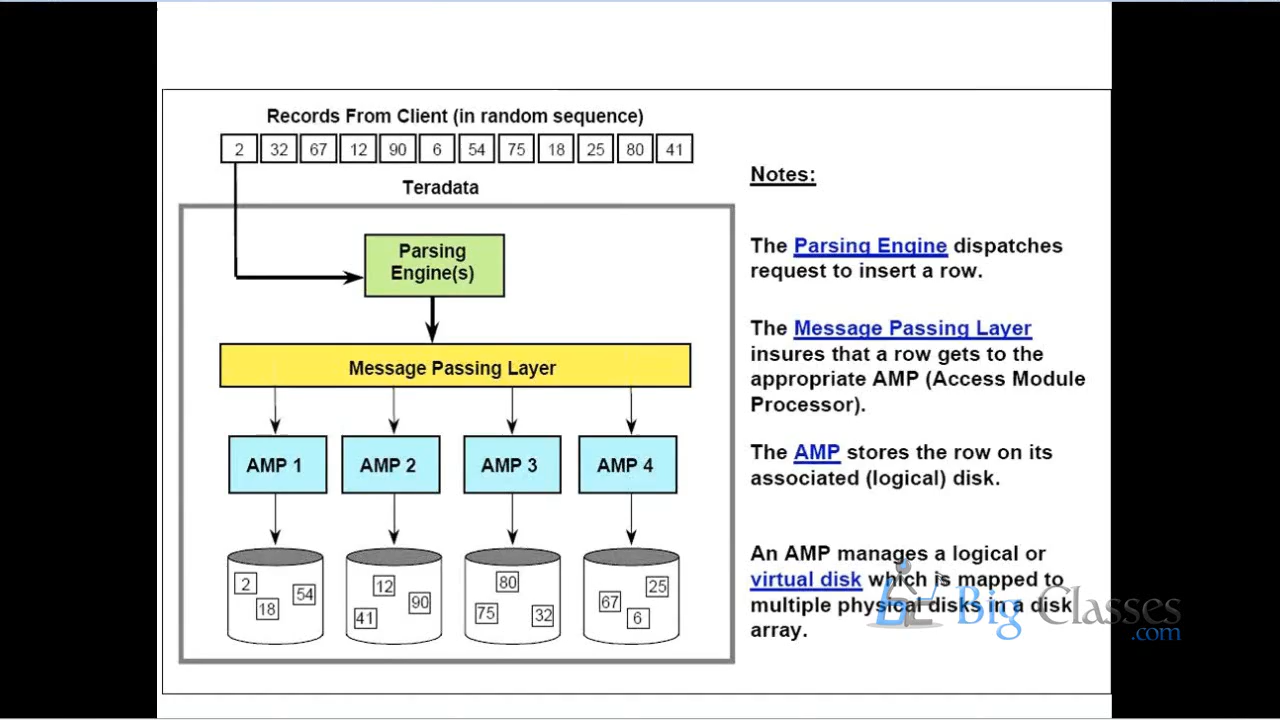 Records From Client (in random sequence)
2 32 67 12 90 6 54 75 18 25 80 41
Teradata
Parsing
Engine(s)
Message Passing Layer
AMP 1 AMP 2 AMP 3 AMP 4
2 18 54
12 41 90
80 75 32
25 67 6
Notes:
The Parsing Engine dispatches
request to insert a row.
The Message Passing Layer
insures that a row gets to the
appropriate AMP (Access Module
Processor).
The AMP stores the row on its
associated (logical) disk.
An AMP manages a logical or
virtual disk which is mapped to
multiple physical disks in a disk
array.
Big Classes
.com